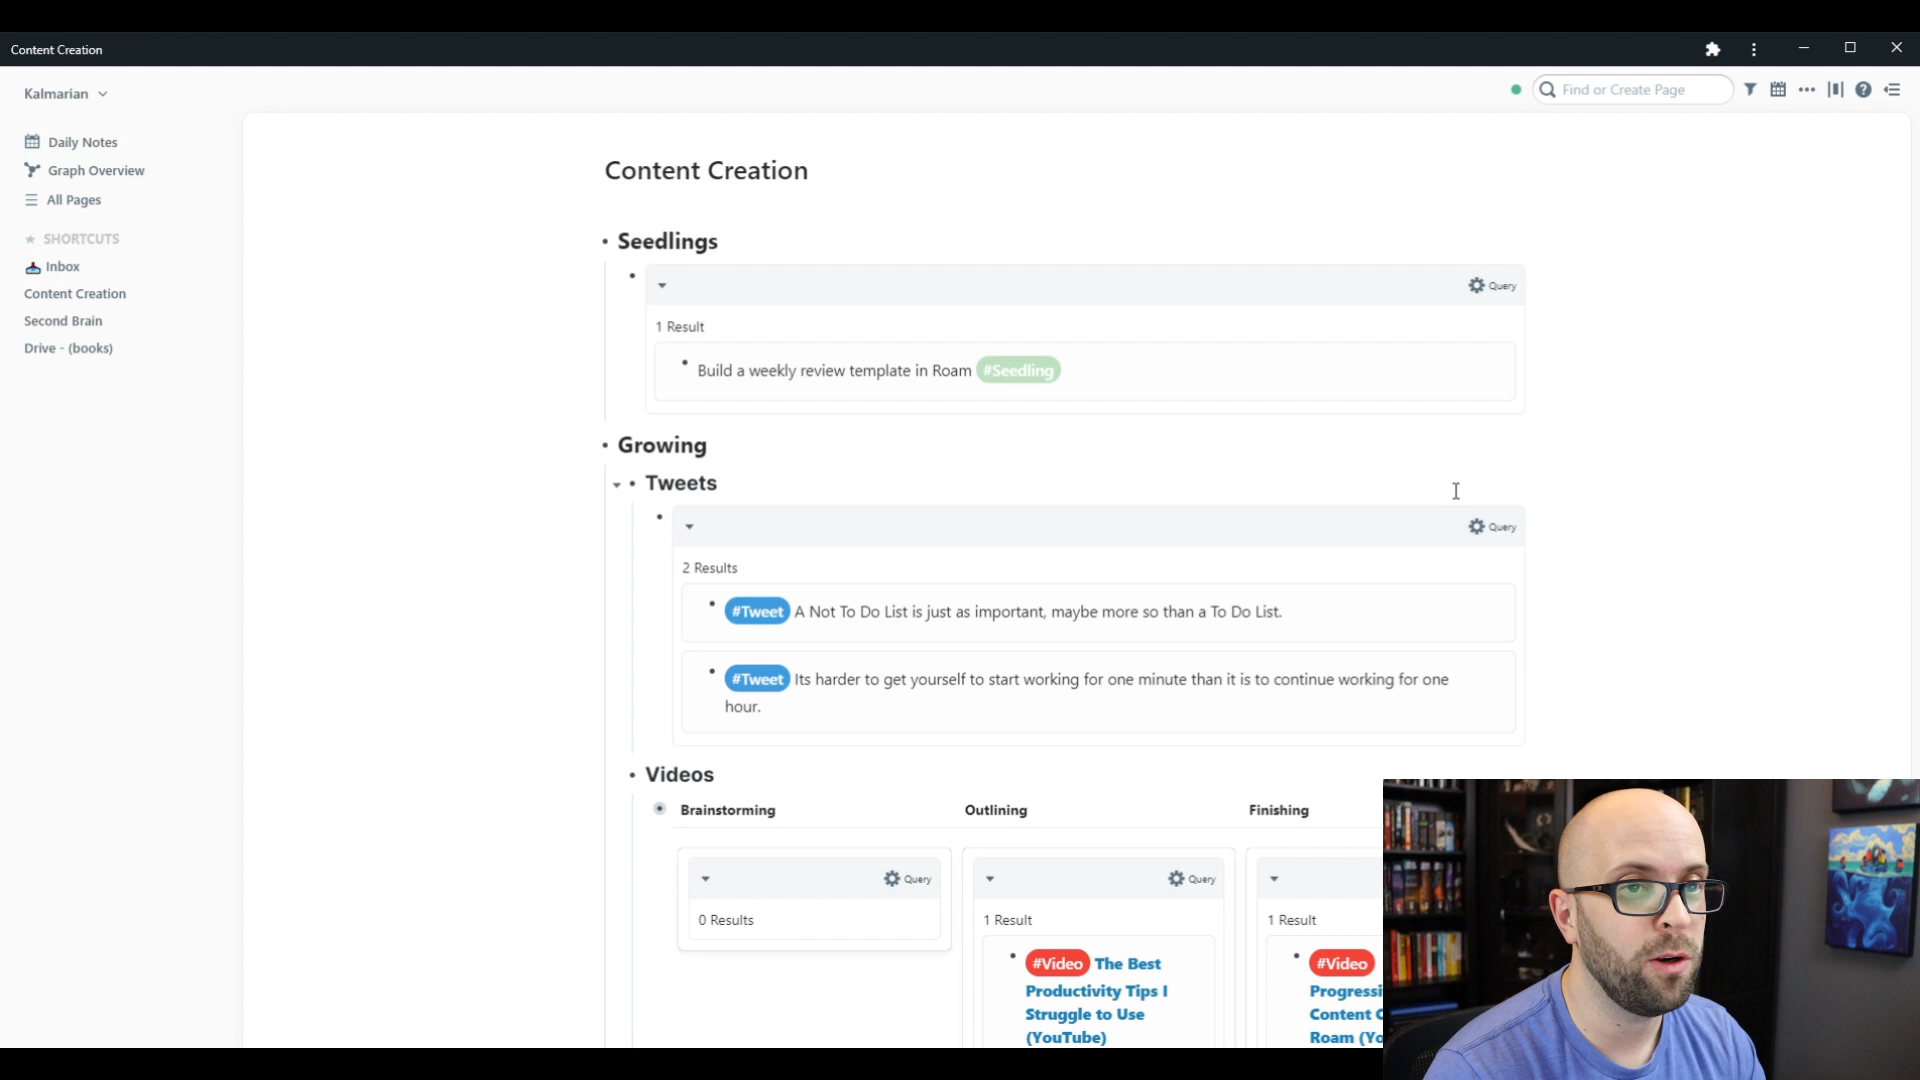 Content Creation
Kalmarian
Find or Create Page
Daily Notes
Graph Overview
All Pages
SHORTCUTS
Inbox
Content Creation
Second Brain
Drive - (books)
Content Creation
Seedlings
Query
1 Result
Build a weekly review template in Roam #Seedling
Growing
Tweets
Query
2 Results
#Tweet A Not To Do List is just as important, maybe more so than a To Do List.
#Tweet Its harder to get yourself to start working for one minute than it is to continue working for one
hour.
Videos
Brainstorming
Outlining
Finishing
Query
0 Results
Query
1 Result
#Video The Best
Productivity Tips I
Struggle to Use
(YouTube)
1 Result
#Video
Progressi
Content C
Roam (Yo